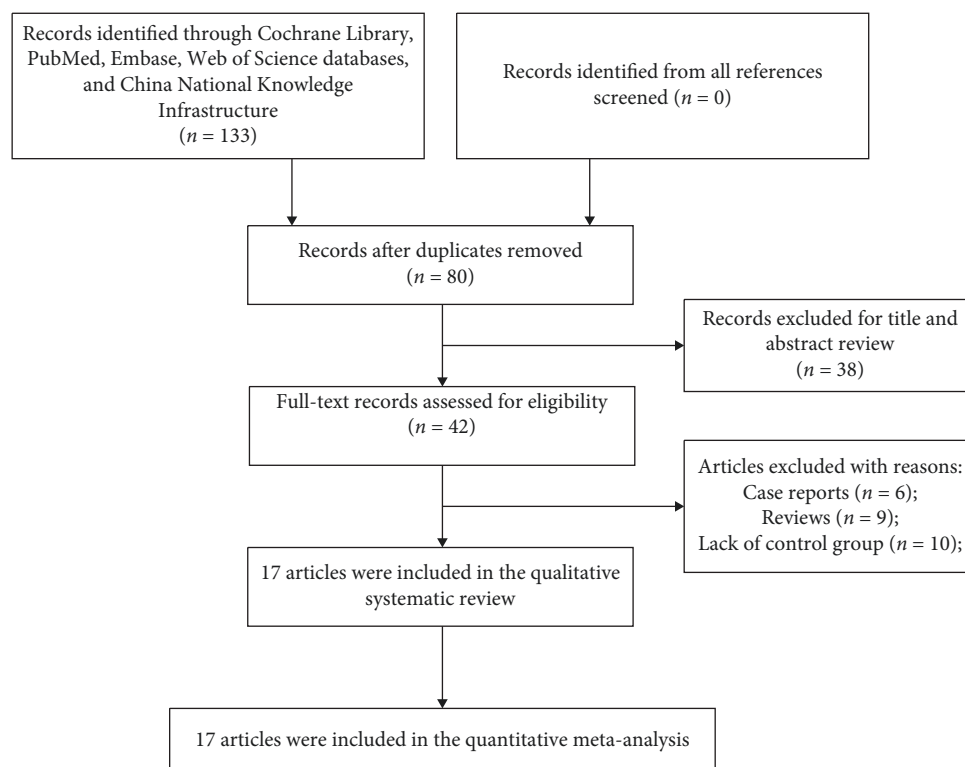 Records identified through Cochrane Library,
PubMed, Embase, Web of Science databases,
and China National Knowledge
Infrastructure
(n = 133)
Records identified from all references
screened (n = 0)
Records after duplicates removed
(n = 80)
Records excluded for title and
abstract review
(n = 38)
Full-text records assessed for eligibility
(n = 42)
Articles excluded with reasons:
Case reports (n = 6);
Reviews (n = 9);
Lack of control group (n = 10);
17 articles were included in the qualitative
systematic review
17 articles were included in the quantitative meta-analysis